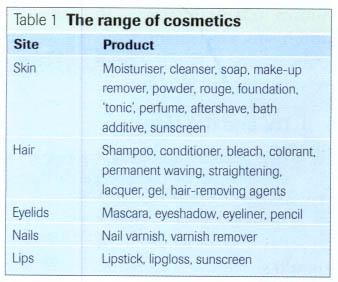 Table 1 The range of cosmetics
Site Product
Skin Moisturiser, cleanser, soap, make-up
remover, powder, rouge, foundation,
‘tonic’, perfume, aftershave, bath
additive, sunscreen
Hair Shampoo, conditioner, bleach, colorant,
permanent waving, straightening,
lacquer, gel, hair-removing agents
Eyelids Mascara, eyeshadow, eyeliner, pencil
Nails Nail varnish, varnish remover
Lips Lipstick, lipgloss, sunscreen